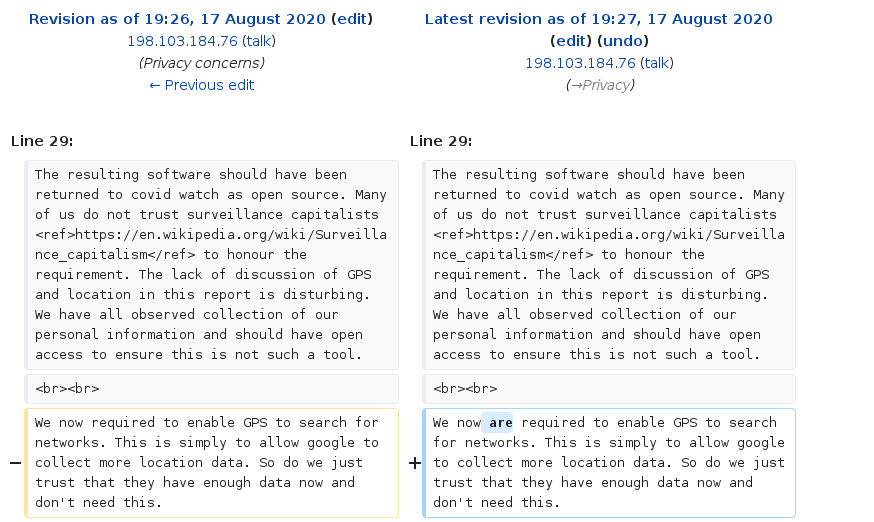 Revision as of 19:26, 17 August 2020 (edit)
198.103.184.76 (talk)
(Privacy concerns)
← Previous edit
Latest revision as of 19:27, 17 August 2020
(edit) (undo)
198.103.184.76 (talk)
(→Privacy)
Line 29:
The resulting software should have been
returned to covid watch as open source. Many
of us do not trust surveillance capitalists
<ref>https://en.wikipedia.org/wiki/Surveilla
nce_capitalism</ref> to honour the
requirement. The lack of discussion of GPS
and location in this report is disturbing.
We have all observed collection of our
personal information and should have open
access to ensure this is not such a tool.
<br><br>
− We now required to enable GPS to search for
networks. This is simply to allow google to
collect more location data. So do we just
trust that they have enough data now and
don't need this.
Line 29:
The resulting software should have been
returned to covid watch as open source. Many
of us do not trust surveillance capitalists
<ref>https://en.wikipedia.org/wiki/Surveilla
nce_capitalism</ref> to honour the
requirement. The lack of discussion of GPS
and location in this report is disturbing.
We have all observed collection of our
personal information and should have open
access to ensure this is not such a tool.
<br><br>
+ We now are required to enable GPS to search
for networks. This is simply to allow google
to collect more location data. So do we just
trust that they have enough data now and
don't need this.